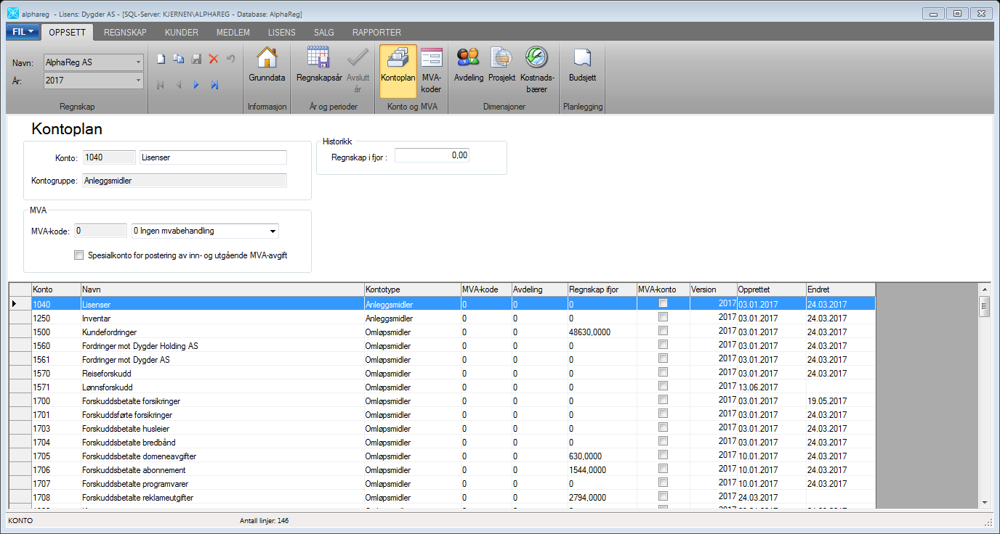 alphareg - Lisens: Dygder AS - [SQL-Server: KJERNEN\ALPHAREG - Database: AlphaReg]
FIL OPPSETT REGNSKAP KUNDER MEDLEM LISENS SALG RAPPORTER
Navn: AlphaReg AS
År: 2017
Regnskap
Grunndata
Informasjon
Regnskapsår Avslutt år
År og perioder
Kontoplan MVA-koder
Konto og MVA
Avdeling Prosjekt Kostnads-bærer
Dimensjoner
Budsjett
Planlegging
Kontoplan
Konto: 1040 Lisenser
Kontogruppe: Anleggsmidler
Historikk
Regnskap i fjor : 0,00
MVA
MVA-kode: 0 0 Ingen mvabehandling
Spesialkonto for postering av inn- og utgående MVA-avgift
Konto Navn Kontotype MVA-kode Avdeling Regnskap ifjor MVA-konto Version Opprettet Endret
1040 Lisenser Anleggsmidler 0 0 0 2017 03.01.2017 24.03.2017
1250 Inventar Anleggsmidler 0 0 0 2017 03.01.2017 24.03.2017
1500 Kundefordringer Omløpsmidler 0 0 48630,0000 2017 03.01.2017 24.03.2017
1560 Fordringer mot Dygder Holding AS Omløpsmidler 0 0 0 2017 03.01.2017 24.03.2017
1561 Fordringer mot Dygder AS Omløpsmidler 0 0 0 2017 03.01.2017 24.03.2017
1570 Reiseforskudd Omløpsmidler 0 0 0 2017 03.01.2017 24.03.2017
1571 Lønnsforskudd Omløpsmidler 0 0 0 2017 13.06.2017
1700 Forskuddsbetalte forsikringer Omløpsmidler 0 0 0 2017 03.01.2017 19.05.2017
1701 Forskuddsførte forsikringer Omløpsmidler 0 0 0 2017 03.01.2017 24.03.2017
1703 Forskuddsbetalte husleier Omløpsmidler 0 0 0 2017 03.01.2017 24.03.2017
1704 Forskuddsbetalte bredbånd Omløpsmidler 0 0 0 2017 03.01.2017 24.03.2017
1705 Forskuddsbetalte domeneavgifter Omløpsmidler 0 0 630,0000 2017 10.01.2017 24.03.2017
1706 Forskuddsbetalte abonnement Omløpsmidler 0 0 1544,0000 2017 10.01.2017 24.03.2017
1707 Forskuddsbetalte programvarer Omløpsmidler 0 0 0 2017 10.01.2017 24.03.2017
1708 Forskuddsbetalte reklameutgifter Omløpsmidler 0 0 2794,0000 2017 24.03.2017
KONTO Antall linjer: 146